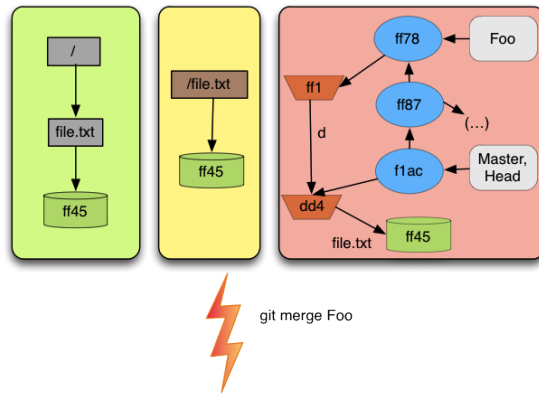 /
file.txt
ff45
/file.txt
ff45
ff78
Foo
ff1
ff87
d
(...)
f1ac
Master,
Head
dd4
file.txt
ff45
git merge Foo